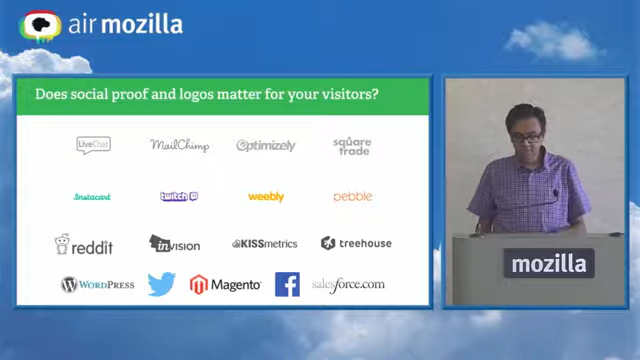 air mozilla
Does social proof and logos matter for your visitors?
LiveChat MailChimp Optimizely square trade
Instacart twitch weebly pebble
reddit invision KISSmetrics treehouse
WORDPRESS Magento salesforce.com
mozilla